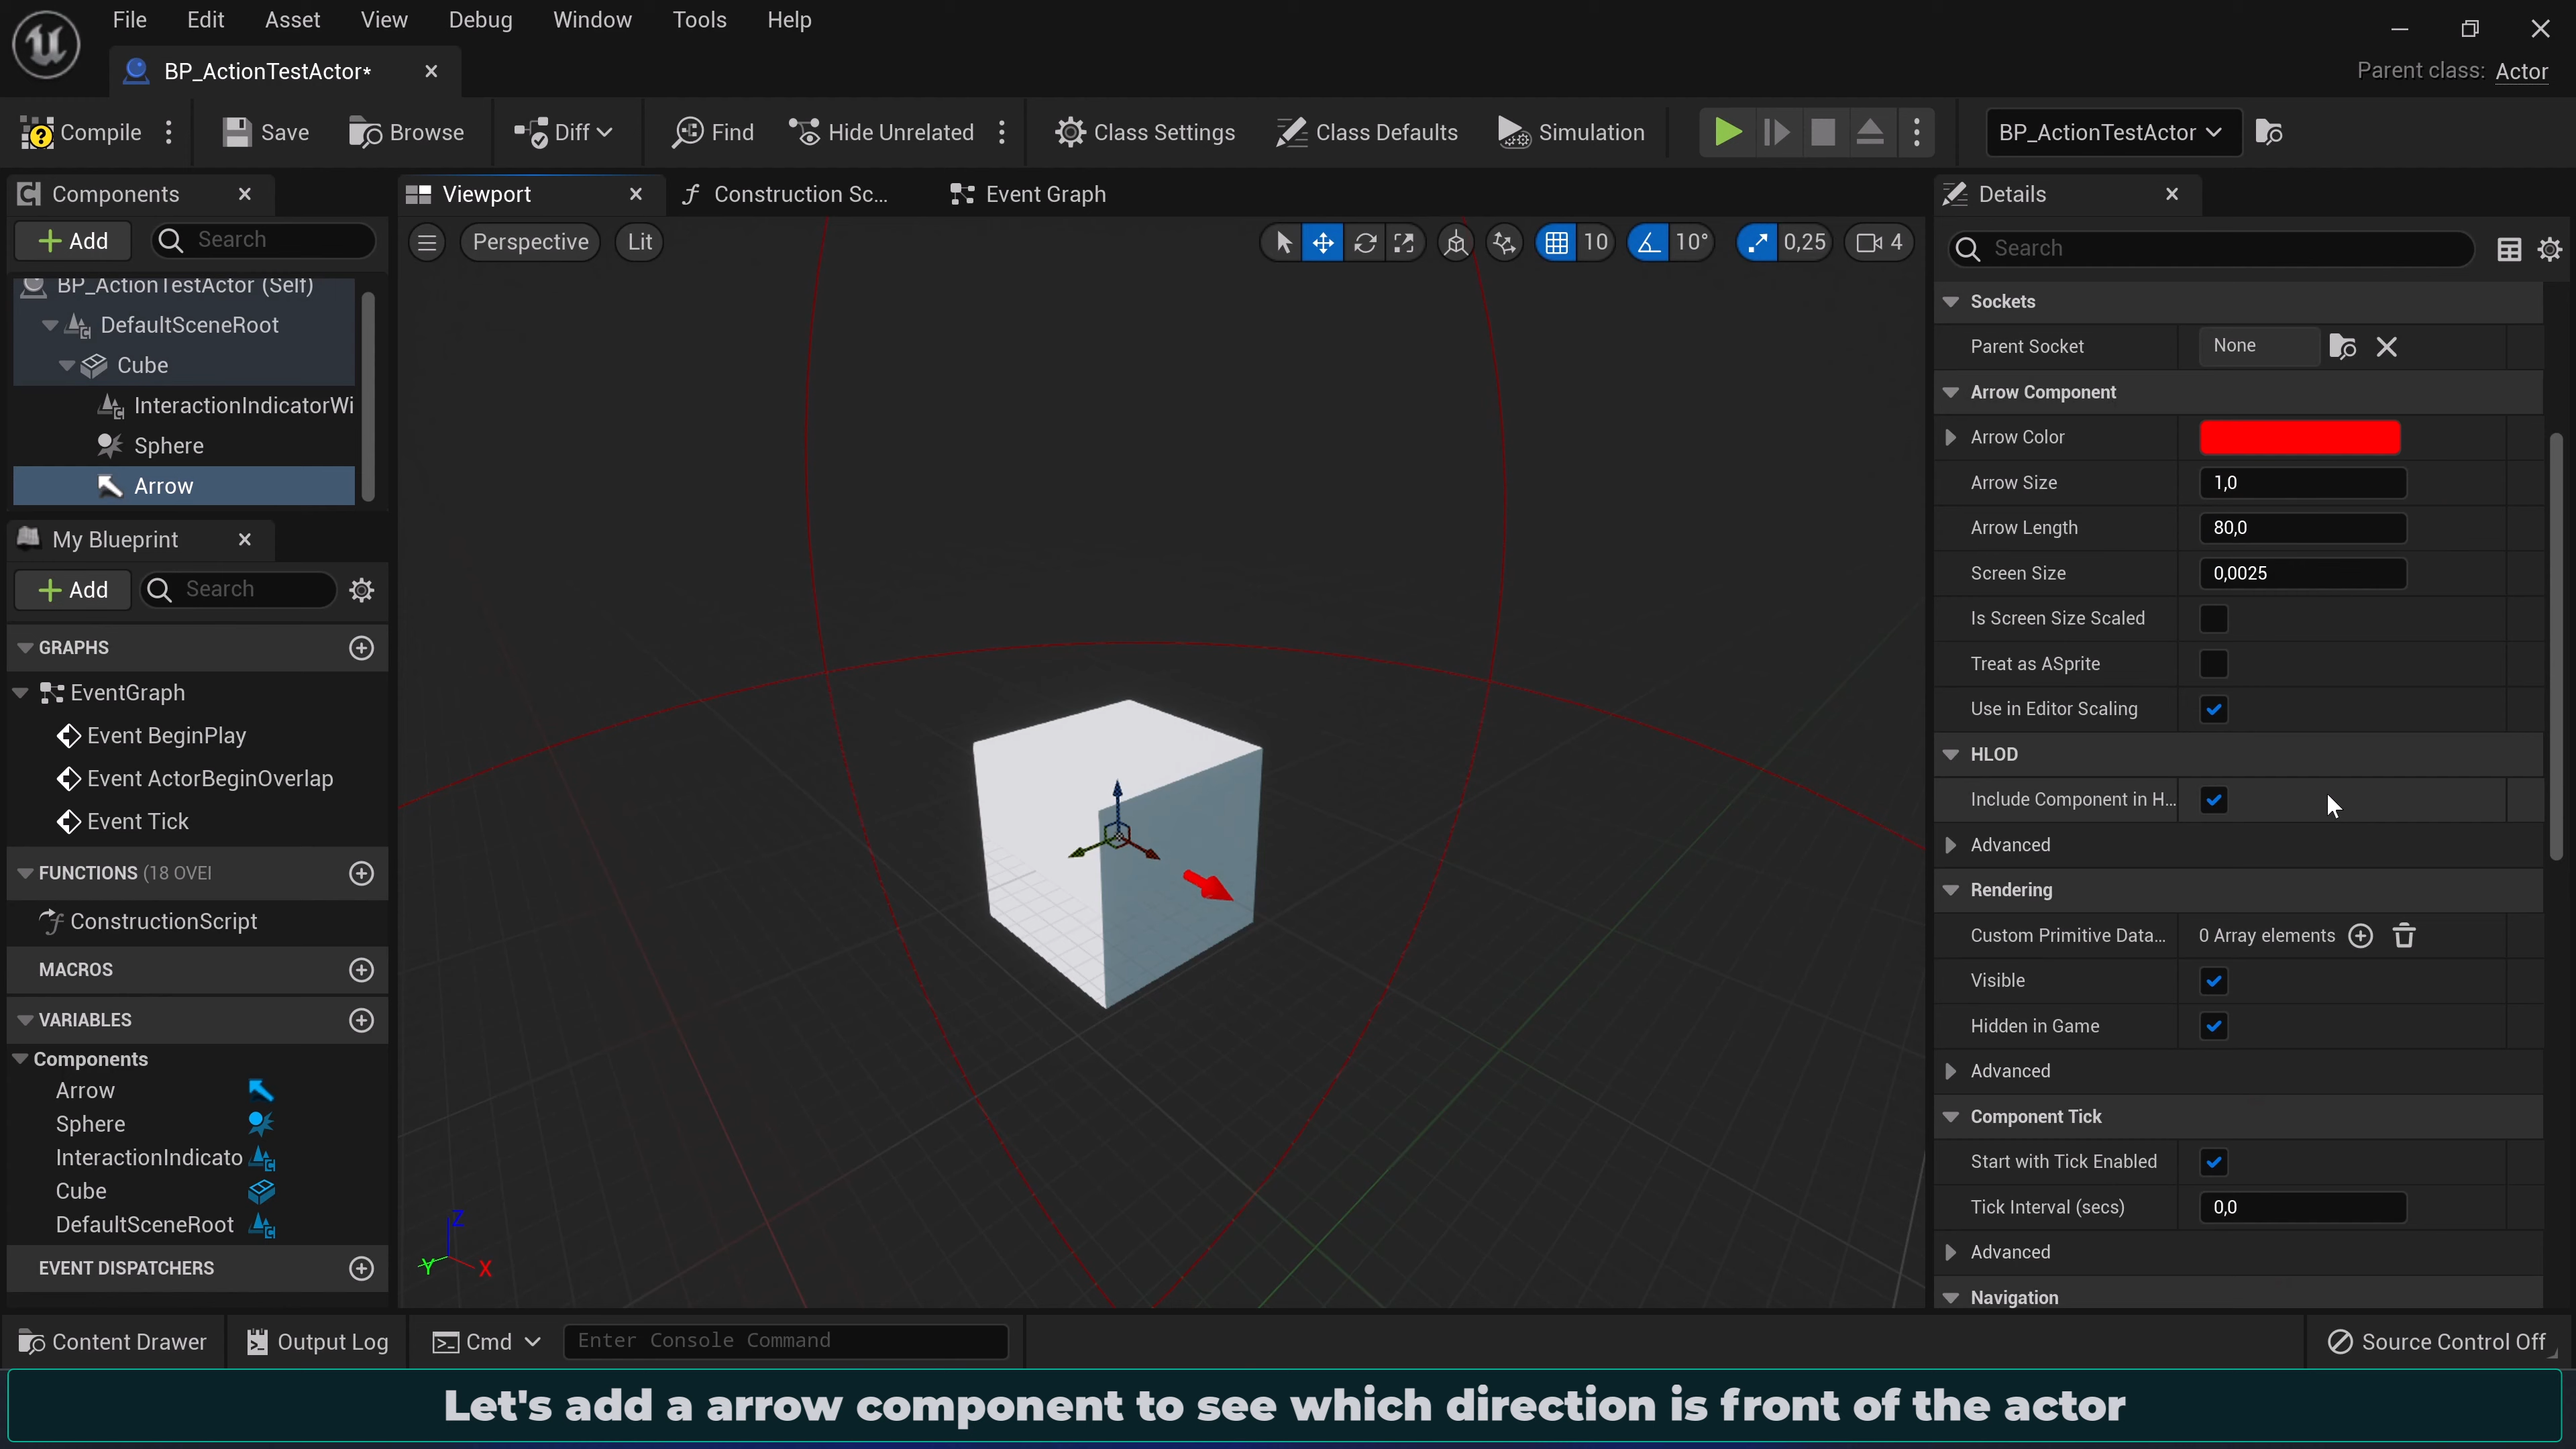 File Edit Asset View Debug Window Tools Help
BP_ActionTestActor*
Parent class: Actor
Compile Save Browse Diff Find Hide Unrelated Class Settings Class Defaults Simulation BP_ActionTestActor
Components
Add Search
BP_ActionTestActor (Self)
DefaultSceneRoot
Cube
InteractionIndicatorWi
Sphere
Arrow
My Blueprint
Add Search
GRAPHS
EventGraph
Event BeginPlay
Event ActorBeginOverlap
Event Tick
FUNCTIONS (18 OVEI
ConstructionScript
MACROS
VARIABLES
Components
Arrow
Sphere
InteractionIndicato
Cube
DefaultSceneRoot
EVENT DISPATCHERS
Viewport Construction Sc... Event Graph
Perspective Lit 10 10° 0,25 4
Z
Y X
Details
Search
Sockets
Parent Socket None
Arrow Component
Arrow Color
Arrow Size 1,0
Arrow Length 80,0
Screen Size 0,0025
Is Screen Size Scaled
Treat as ASprite
Use in Editor Scaling
HLOD
Include Component in H...
Advanced
Rendering
Custom Primitive Data... 0 Array elements
Visible
Hidden in Game
Advanced
Component Tick
Start with Tick Enabled
Tick Interval (secs) 0,0
Advanced
Navigation
Content Drawer Output Log Cmd Enter Console Command Source Control Off
Let's add a arrow component to see which direction is front of the actor